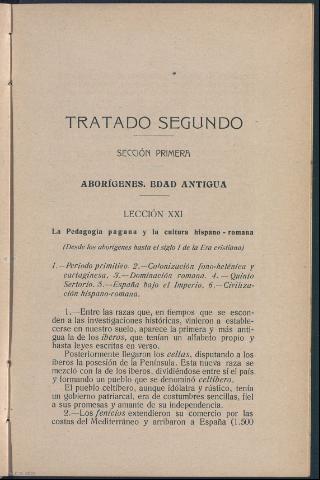 TRATADO SEGUNDO
SECCIÓN PRIMERA
ABORÍGENES. EDAD ANTIGUA
LECCIÓN XXI
La Pedagogía pagana y la cultura hispano-romana
(Desde los aborígenes hasta el siglo I de la Era cristiana)
1.—Período primitivo. 2.—Colonización feno-helénica y
cartaginesa. 3.—Dominación romana. 4.—Quinto
Sertorio. 5.—España bajo el Imperio. 6.—Civiliza-
ción hispano-romana.
1.—Entre las razas que, en tiempos que se escon-
den a las investigaciones históricas, vinieron a estable-
cerse en nuestro suelo, aparece la primera y más anti-
gua la de los iberos, que tenían un alfabeto propio y
hasta leyes escritas en verso.
Posteriormente llegaron los celtas, disputando a los
iberos la posesión de la Península. Esta nueva raza se
mezcló con la de los iberos, dividiéndose entre sí el país
y formando un pueblo que se denominó celtíbero.
El pueblo celtíbero, aunque idólatra y rústico, tenía
un gobierno patriarcal, era de costumbres sencillas, fiel
a sus promesas y amante de su independencia.
2.—Los fenicios extendieron su comercio por las
costas del Mediterráneo y arribaron a España (1.500